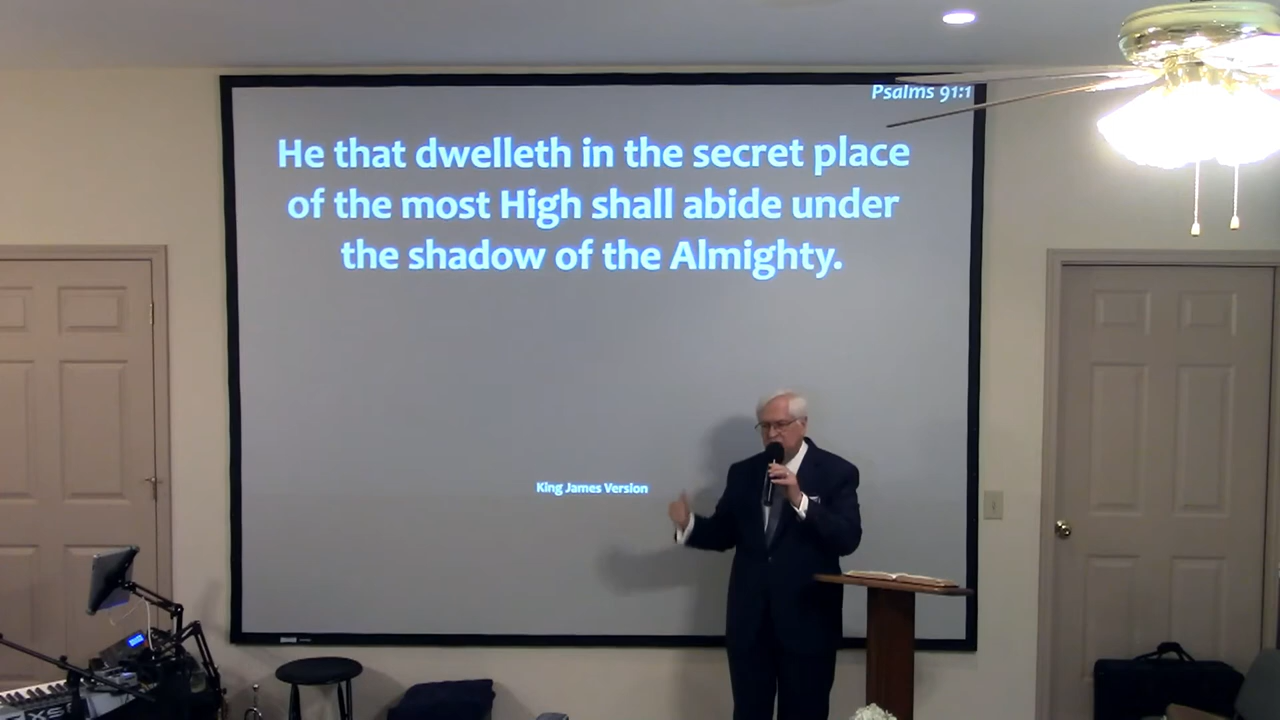 Psalms 91:1
He that dwelleth in the secret place
of the most High shall abide under
the shadow of the Almighty.
King James Version